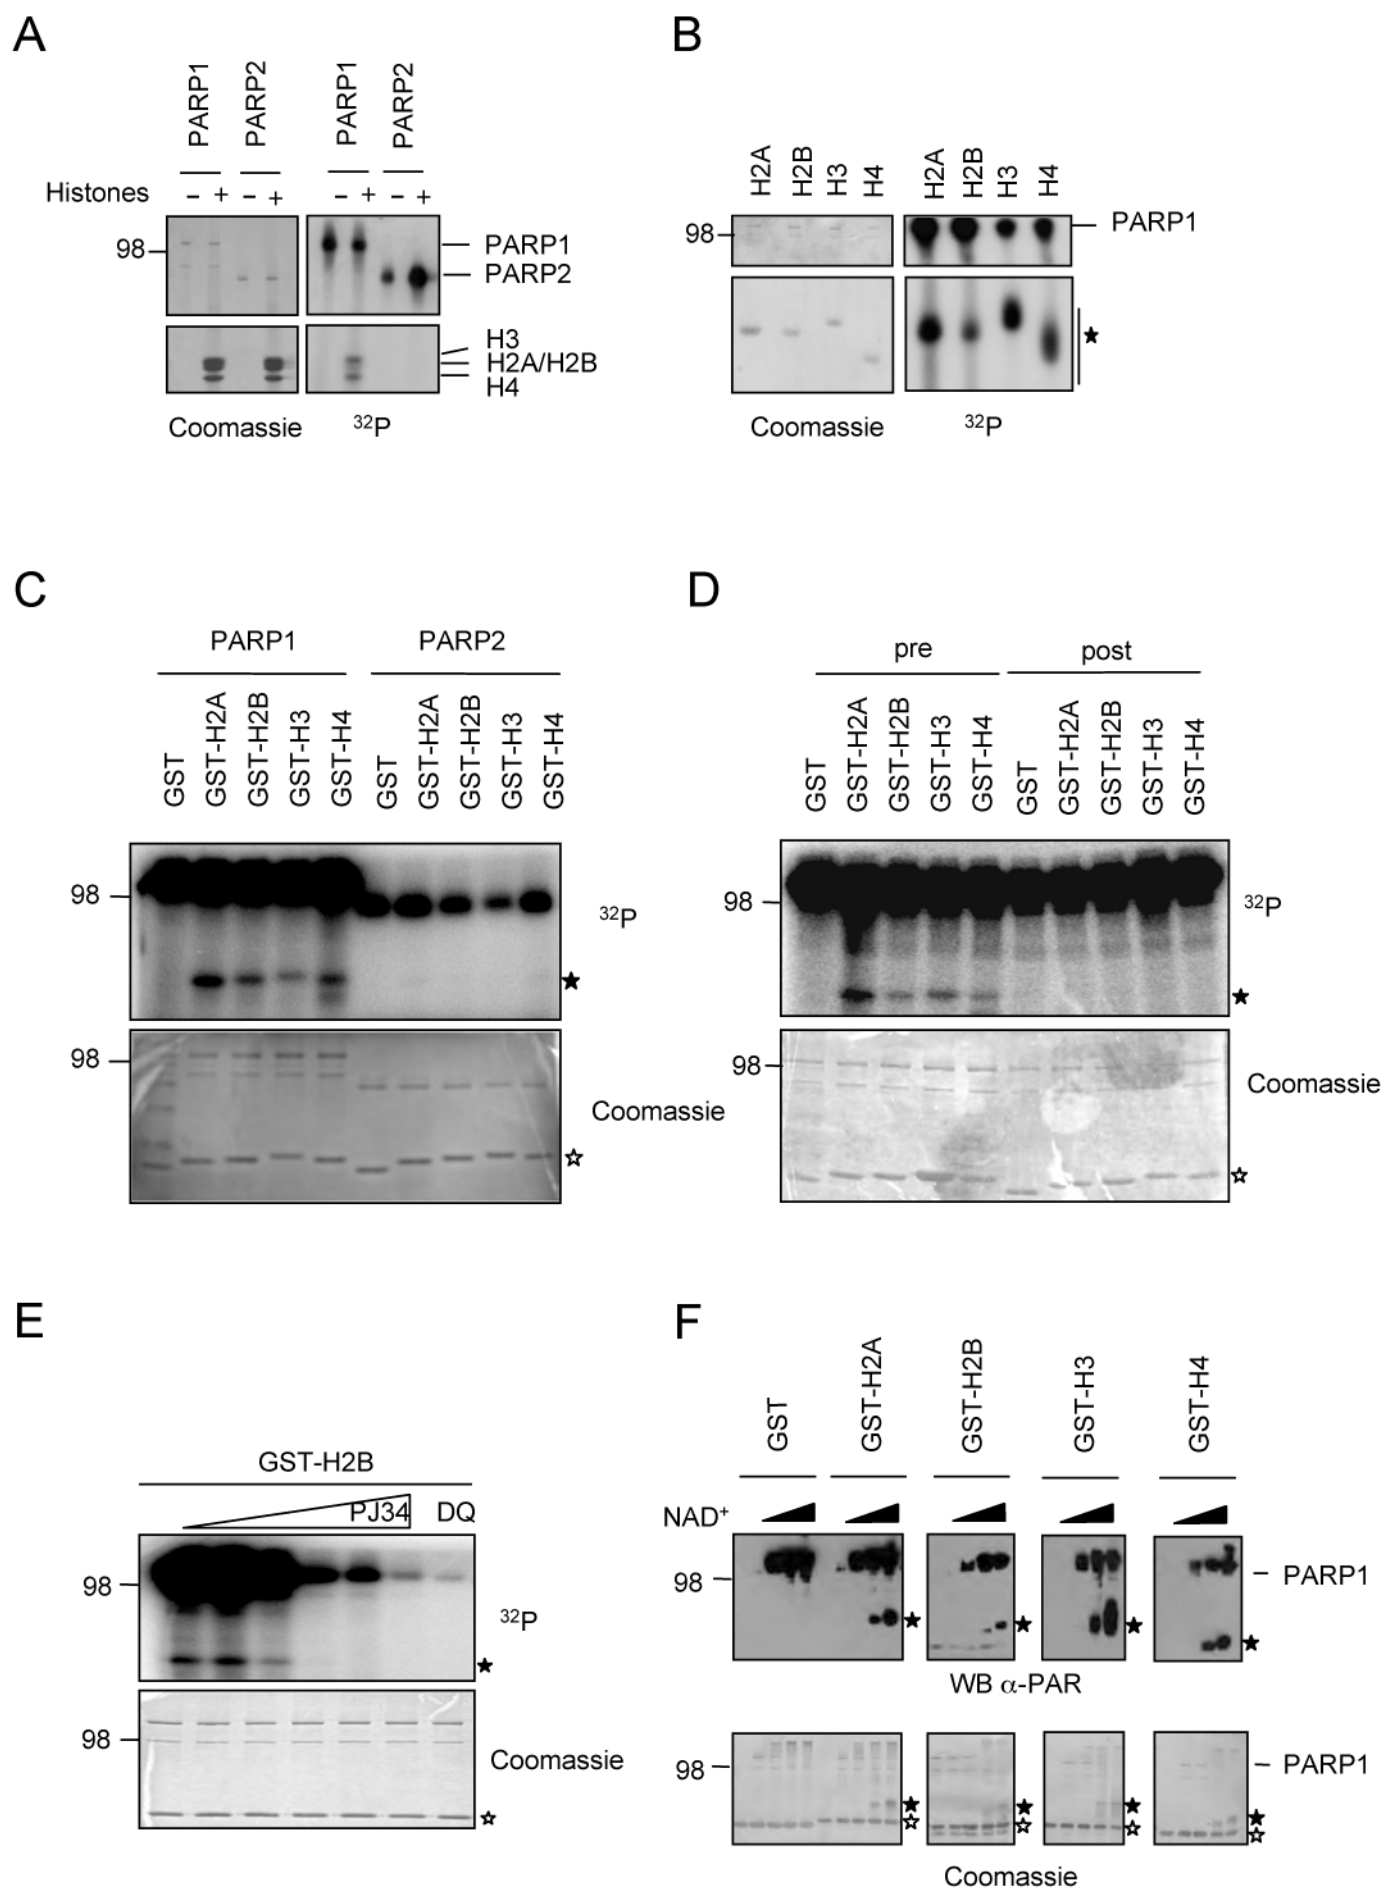 A
PARP1 PARP2 PARP1 PARP2
Histones − + − + − + − +
98
PARP1
PARP2
H3
H2A/H2B
H4
Coomassie 32P
B
H2A H2B H3 H4 H2A H2B H3 H4
98
PARP1
★
Coomassie 32P
C
PARP1 PARP2
GST GST-H2A GST-H2B GST-H3 GST-H4 GST GST-H2A GST-H2B GST-H3 GST-H4
98
32P
★
98
Coomassie
☆
D
pre post
GST GST-H2A GST-H2B GST-H3 GST-H4 GST GST-H2A GST-H2B GST-H3 GST-H4
98
32P
★
98
Coomassie
☆
E
GST-H2B
PJ34 DQ
98
32P
★
98
Coomassie
☆
F
GST GST-H2A GST-H2B GST-H3 GST-H4
NAD+
98
PARP1
★ ★ ★ ★
WB α-PAR
98
PARP1
★ ★ ★ ★
☆ ☆ ☆ ☆
Coomassie